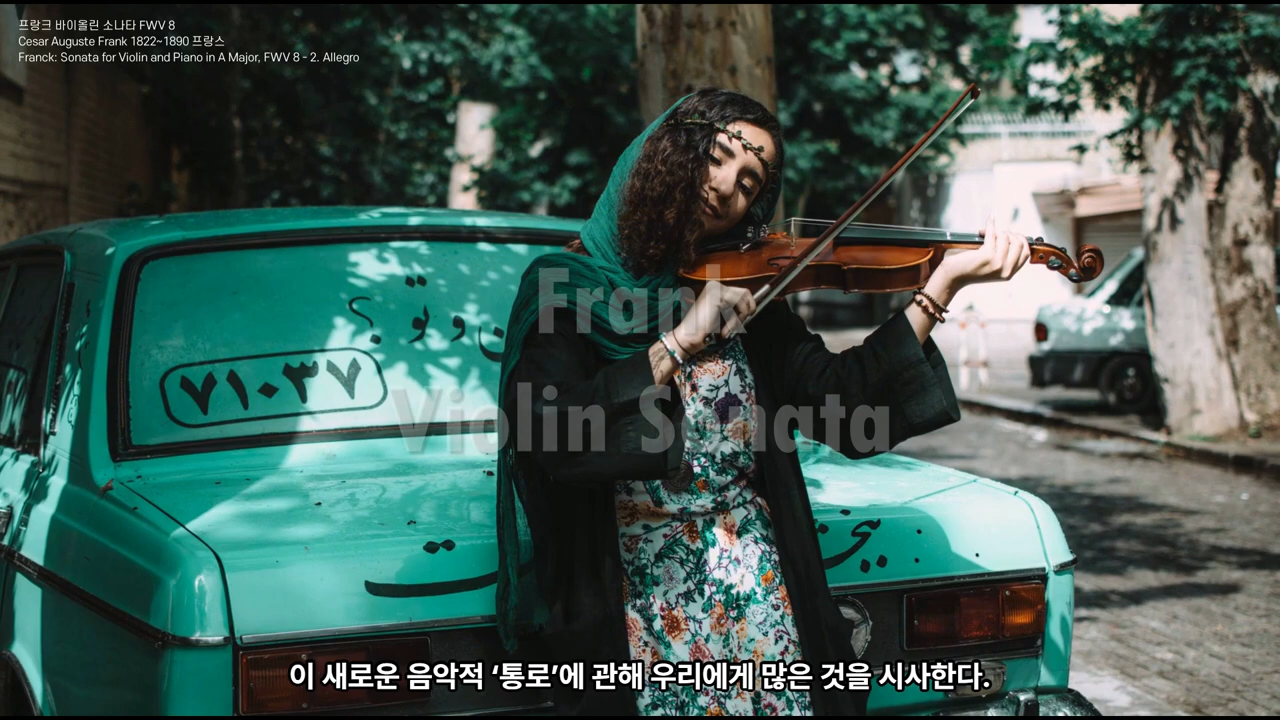 프랑크 바이올린 소나타 FWV 8
Cesar Auguste Frank 1822~1890 프랑스
Franck: Sonata for Violin and Piano in A Major, FWV 8 - 2. Allegro
Frank
Violin Sonata
۷۱۰۳۷
이 새로운 음악적 ‘통로’에 관해 우리에게 많은 것을 시사한다.